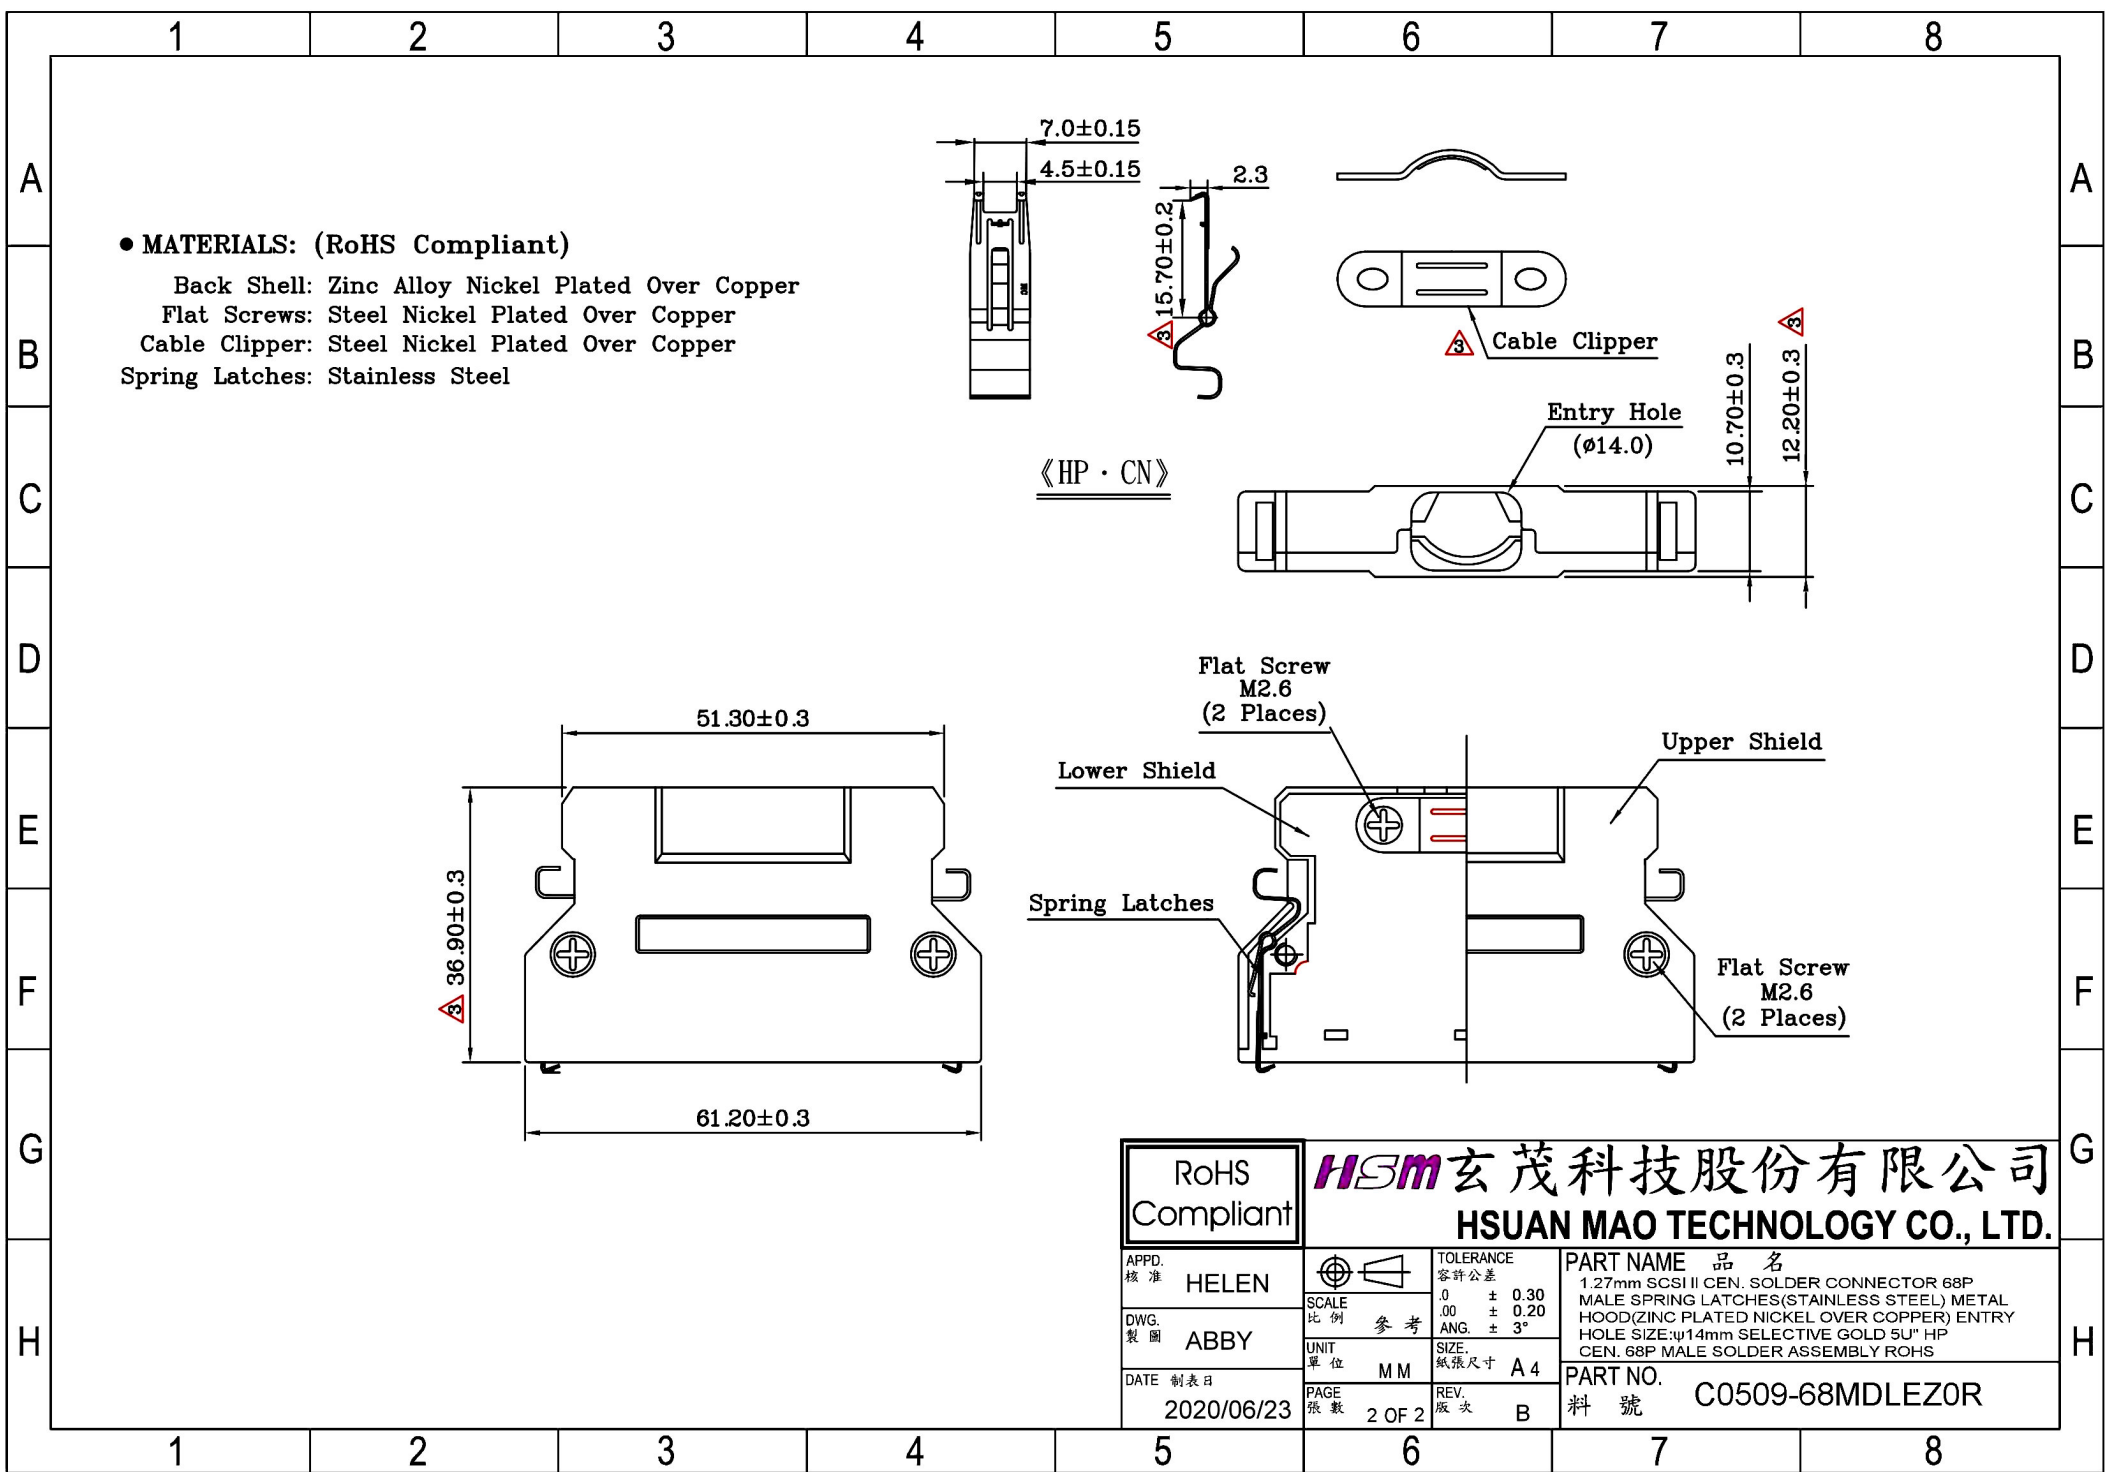 1 2 3 4 5 6 7 8
A
B
C
D
E
F
G
H
A
B
C
D
E
F
G
H
● MATERIALS: (RoHS Compliant)
Back Shell: Zinc Alloy Nickel Plated Over Copper
Flat Screws: Steel Nickel Plated Over Copper
Cable Clipper: Steel Nickel Plated Over Copper
Spring Latches: Stainless Steel
7.0±0.15
4.5±0.15
2.3
15.70±0.2
3
3
Cable Clipper
3
10.70±0.3
12.20±0.3
Entry Hole
(ø14.0)
《HP·CN》
51.30±0.3
36.90±0.3
3
61.20±0.3
Flat Screw
M2.6
(2 Places)
Lower Shield
Upper Shield
Spring Latches
Flat Screw
M2.6
(2 Places)
RoHS
Compliant
HSM 玄茂科技股份有限公司
HSUAN MAO TECHNOLOGY CO., LTD.
APPD.
核 准
HELEN
DWG.
製 圖
ABBY
DATE 制表日
2020/06/23
SCALE
比 例
參 考
UNIT
單 位
MM
PAGE
張 數
2 OF 2
TOLERANCE
容許公差
.0 ± 0.30
.00 ± 0.20
ANG. ± 3°
SIZE.
紙張尺寸
A4
REV.
版 次
B
PART NAME 品 名
1.27mm SCSI II CEN. SOLDER CONNECTOR 68P
MALE SPRING LATCHES(STAINLESS STEEL) METAL
HOOD(ZINC PLATED NICKEL OVER COPPER) ENTRY
HOLE SIZE:ψ14mm SELECTIVE GOLD 5U" HP
CEN. 68P MALE SOLDER ASSEMBLY ROHS
PART NO.
料 號
C0509-68MDLEZ0R
1 2 3 4 5 6 7 8